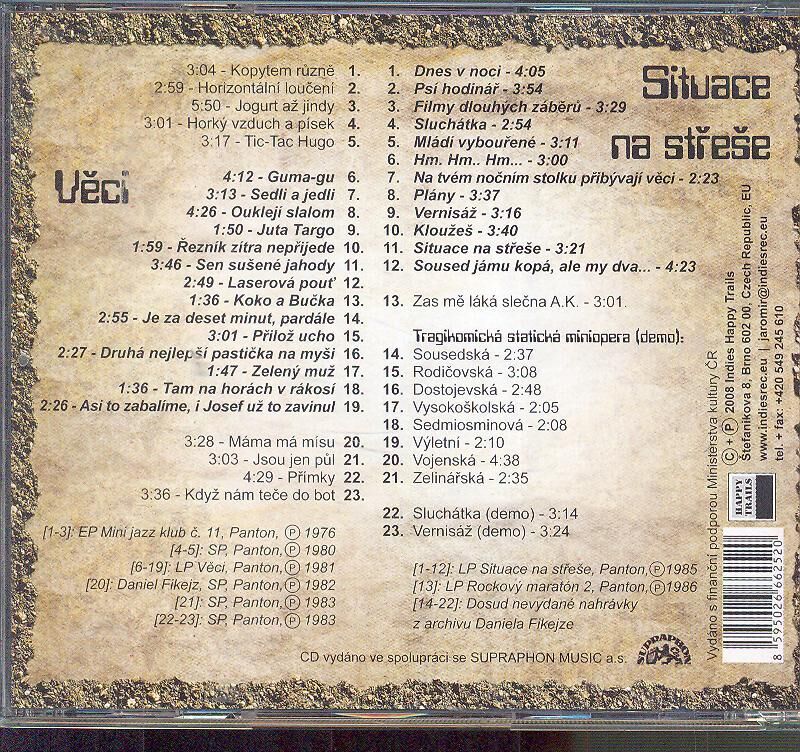 Věci
3:04 - Kopytem různě 1.
2:59 - Horizontální loučení 2.
5:50 - Jogurt až jindy 3.
3:01 - Horký vzduch a písek 4.
3:17 - Tic-Tac Hugo 5.
4:12 - Guma-gu 6.
3:13 - Sedli a jedli 7.
4:26 - Ouklejí slalom 8.
1:50 - Juta Targo 9.
1:59 - Řezník zítra nepřijede 10.
3:46 - Sen sušené jahody 11.
2:49 - Laserová pouť 12.
1:36 - Koko a Bučka 13.
2:55 - Je za deset minut, pardále 14.
3:01 - Přilož ucho 15.
2:27 - Druhá nejlepší pastička na myši 16.
1:47 - Zelený muž 17.
1:36 - Tam na horách v rákosí 18.
2:26 - Asi to zabalíme, i Josef už to zavinul 19.
3:28 - Máma má mísu 20.
3:03 - Jsou jen půl 21.
4:29 - Přímky 22.
3:36 - Když nám teče do bot 23.
[1-3]: EP Mini jazz klub č. 11, Panton, Ⓟ 1976
[4-5]: SP, Panton, Ⓟ 1980
[6-19]: LP Věci, Panton, Ⓟ 1981
[20]: Daniel Fikejz, SP, Panton, Ⓟ 1982
[21]: SP, Panton, Ⓟ 1983
[22-23]: SP, Panton, Ⓟ 1983
Situace
na střeše
1. Dnes v noci - 4:05
2. Psí hodinář - 3:54
3. Filmy dlouhých záběrů - 3:29
4. Sluchátka - 2:54
5. Mládí vybouřené - 3:11
6. Hm. Hm.. Hm... - 3:00
7. Na tvém nočním stolku přibývají věci - 2:23
8. Plány - 3:37
9. Vernisáž - 3:16
10. Kloužeš - 3:40
11. Situace na střeše - 3:21
12. Soused jámu kopá, ale my dva... - 4:23
13. Zas mě láká slečna A.K. - 3:01.
Tragikomická statická miniopera (demo):
14. Sousedská - 2:37
15. Rodičovská - 3:08
16. Dostojevská - 2:48
17. Vysokoškolská - 2:05
18. Sedmiosminová - 2:08
19. Výletní - 2:10
20. Vojenská - 4:38
21. Zelinářská - 2:35
22. Sluchátka (demo) - 3:14
23. Vernisáž (demo) - 3:24
[1-12]: LP Situace na střeše, Panton, Ⓟ 1985
[13]: LP Rockový maratón 2, Panton, Ⓟ 1986
[14-22]: Dosud nevydané nahrávky
z archivu Daniela Fikejze
CD vydáno ve spolupráci se SUPRAPHON MUSIC a.s.
SUPRAPHON
Vydáno s finanční podporou Ministerstva kultury ČR
HAPPY
TRAILS
© + Ⓟ 2008 Indies Happy Trails
Štefánikova 8, Brno 602 00, Czech Republic, EU
www.indiesrec.eu | jaromir@indiesrec.eu
tel. + fax: +420 549 245 610
8 595026 662520